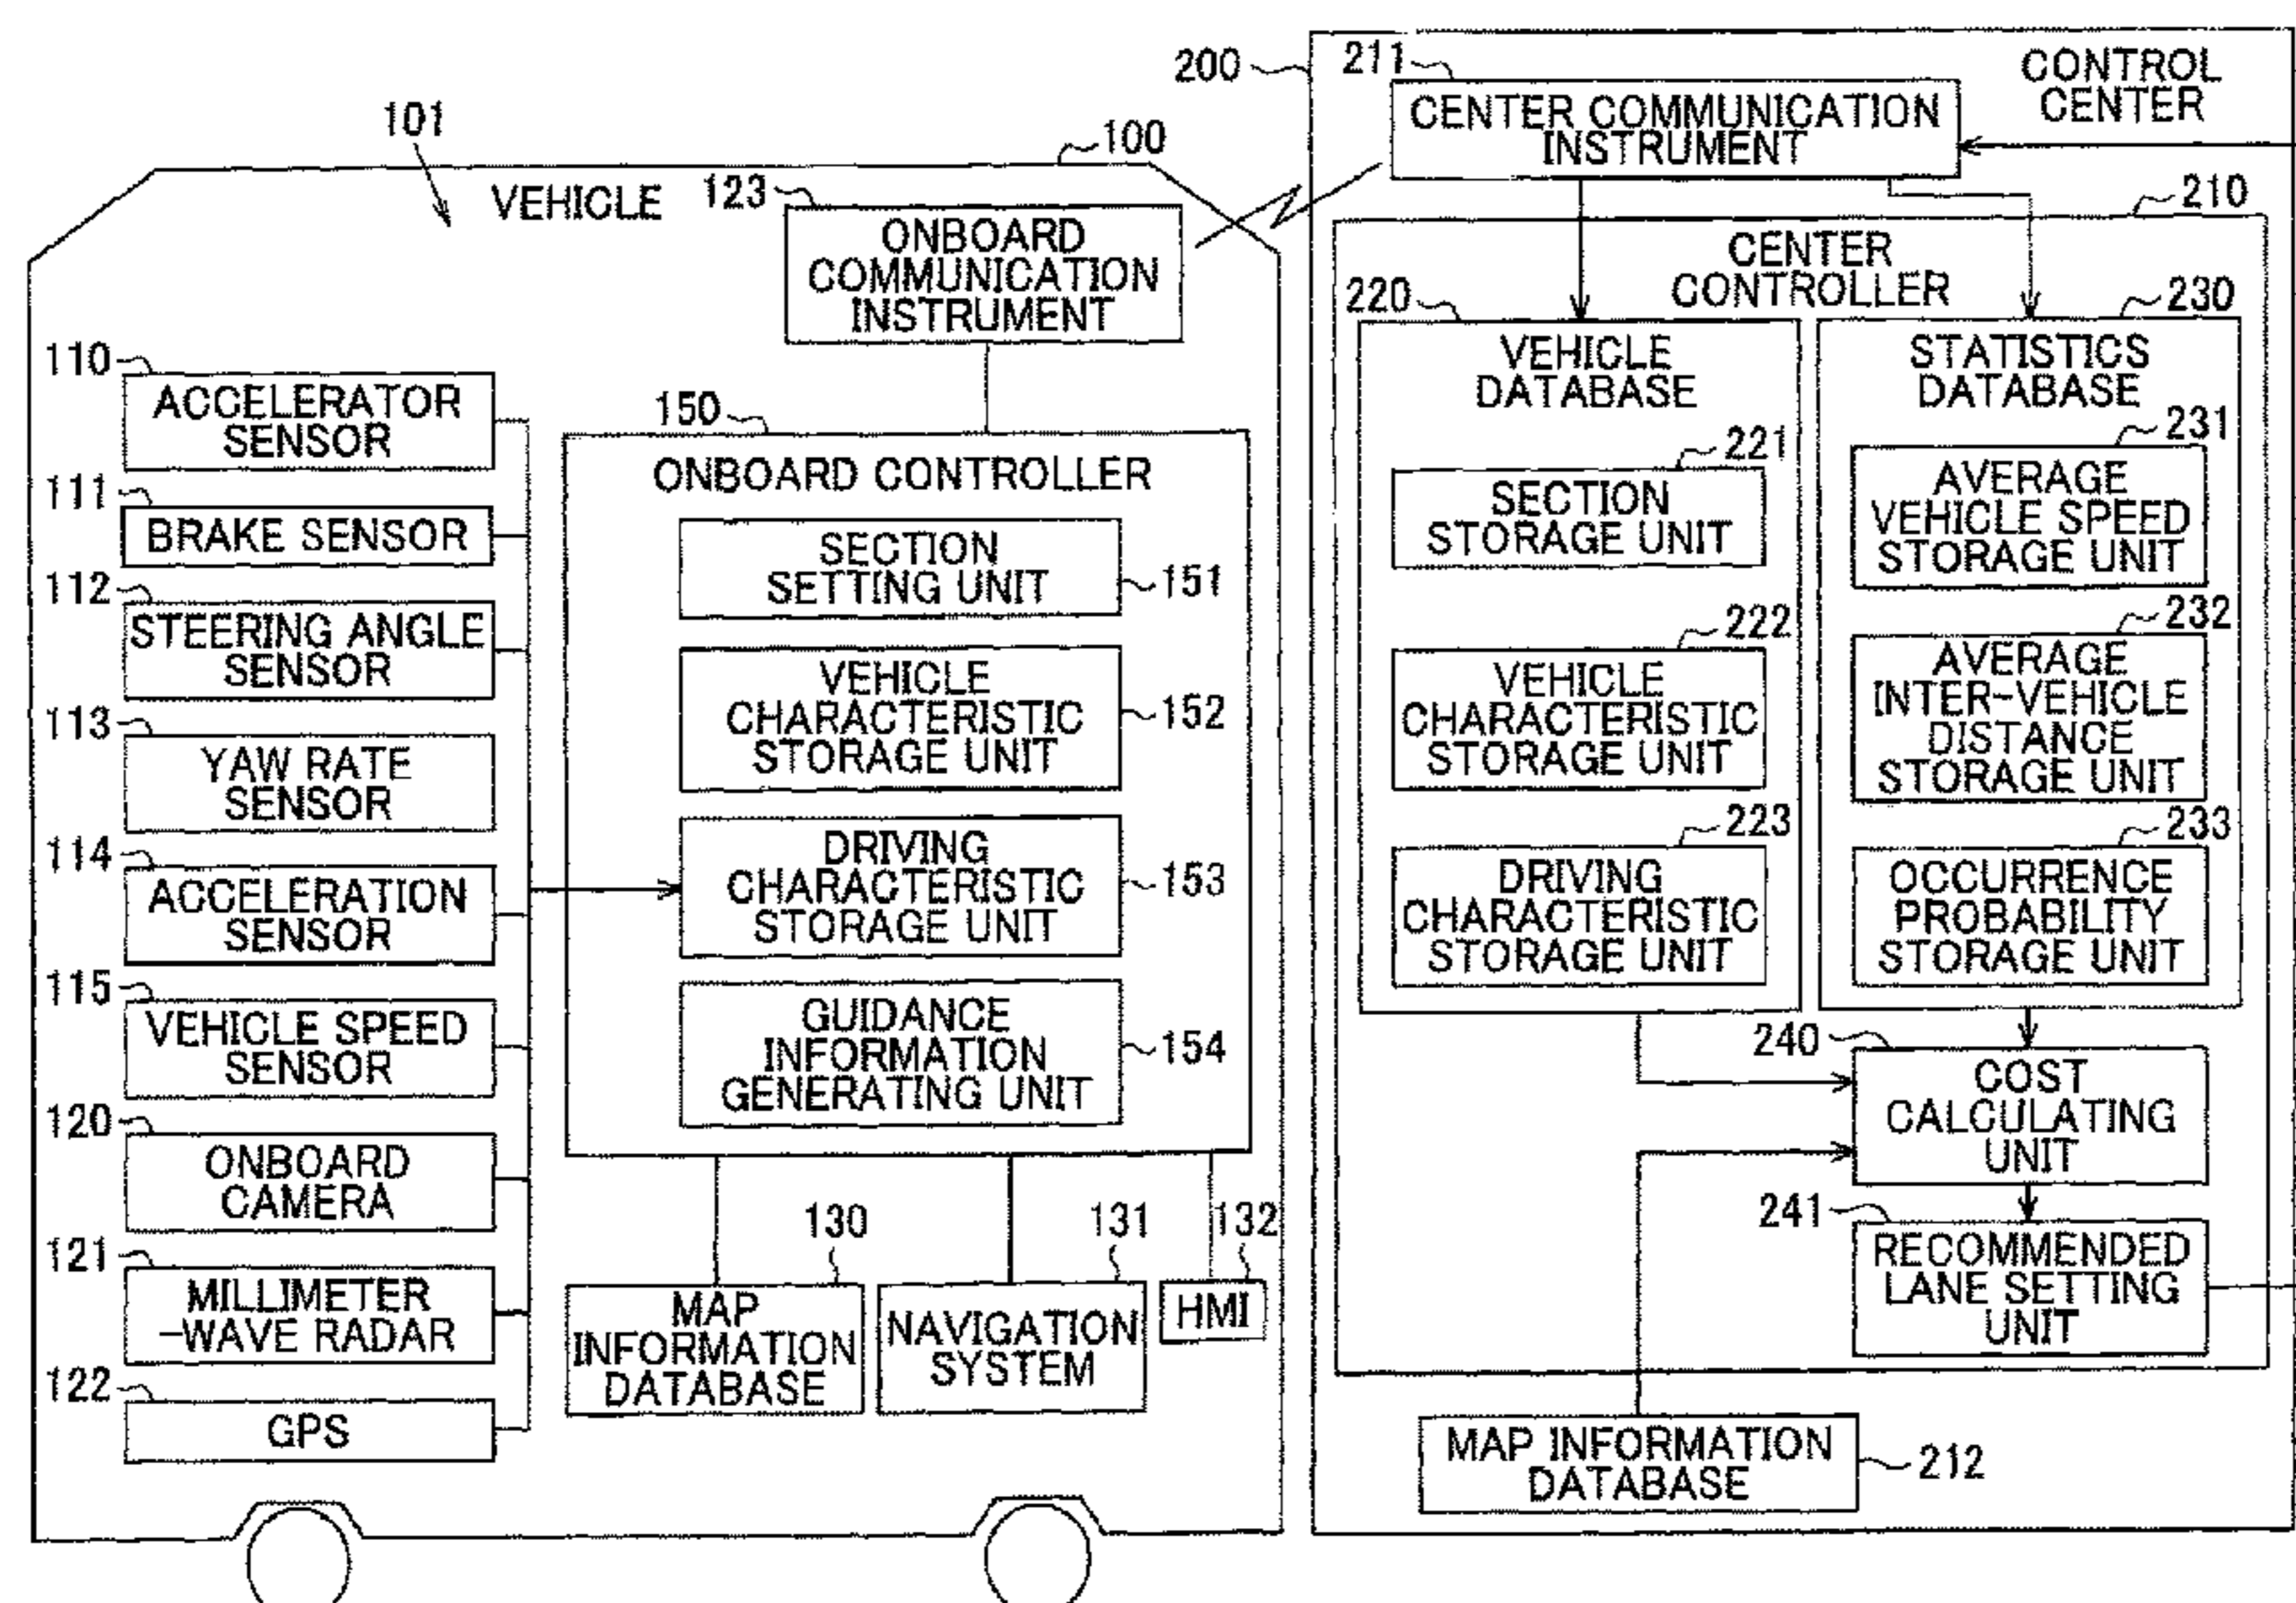 101
VEHICLE
100
123
ONBOARD
COMMUNICATION
INSTRUMENT
110
ACCELERATOR
SENSOR
111
BRAKE SENSOR
112
STEERING ANGLE
SENSOR
113
YAW RATE
SENSOR
114
ACCELERATION
SENSOR
115
VEHICLE SPEED
SENSOR
120
ONBOARD
CAMERA
121
MILLIMETER
-WAVE RADAR
122
GPS
150
ONBOARD CONTROLLER
SECTION
SETTING UNIT
151
VEHICLE
CHARACTERISTIC
STORAGE UNIT
152
DRIVING
CHARACTERISTIC
STORAGE UNIT
153
GUIDANCE
INFORMATION
GENERATING UNIT
154
130
MAP
INFORMATION
DATABASE
131
NAVIGATION
SYSTEM
132
HMI
200
CONTROL
CENTER
211
CENTER COMMUNICATION
INSTRUMENT
210
CENTER
CONTROLLER
220
VEHICLE
DATABASE
221
SECTION
STORAGE UNIT
222
VEHICLE
CHARACTERISTIC
STORAGE UNIT
223
DRIVING
CHARACTERISTIC
STORAGE UNIT
230
STATISTICS
DATABASE
231
AVERAGE
VEHICLE SPEED
STORAGE UNIT
232
AVERAGE
INTER-VEHICLE
DISTANCE
STORAGE UNIT
233
OCCURRENCE
PROBABILITY
STORAGE UNIT
240
COST
CALCULATING
UNIT
241
RECOMMENDED
LANE SETTING
UNIT
MAP INFORMATION
DATABASE
212